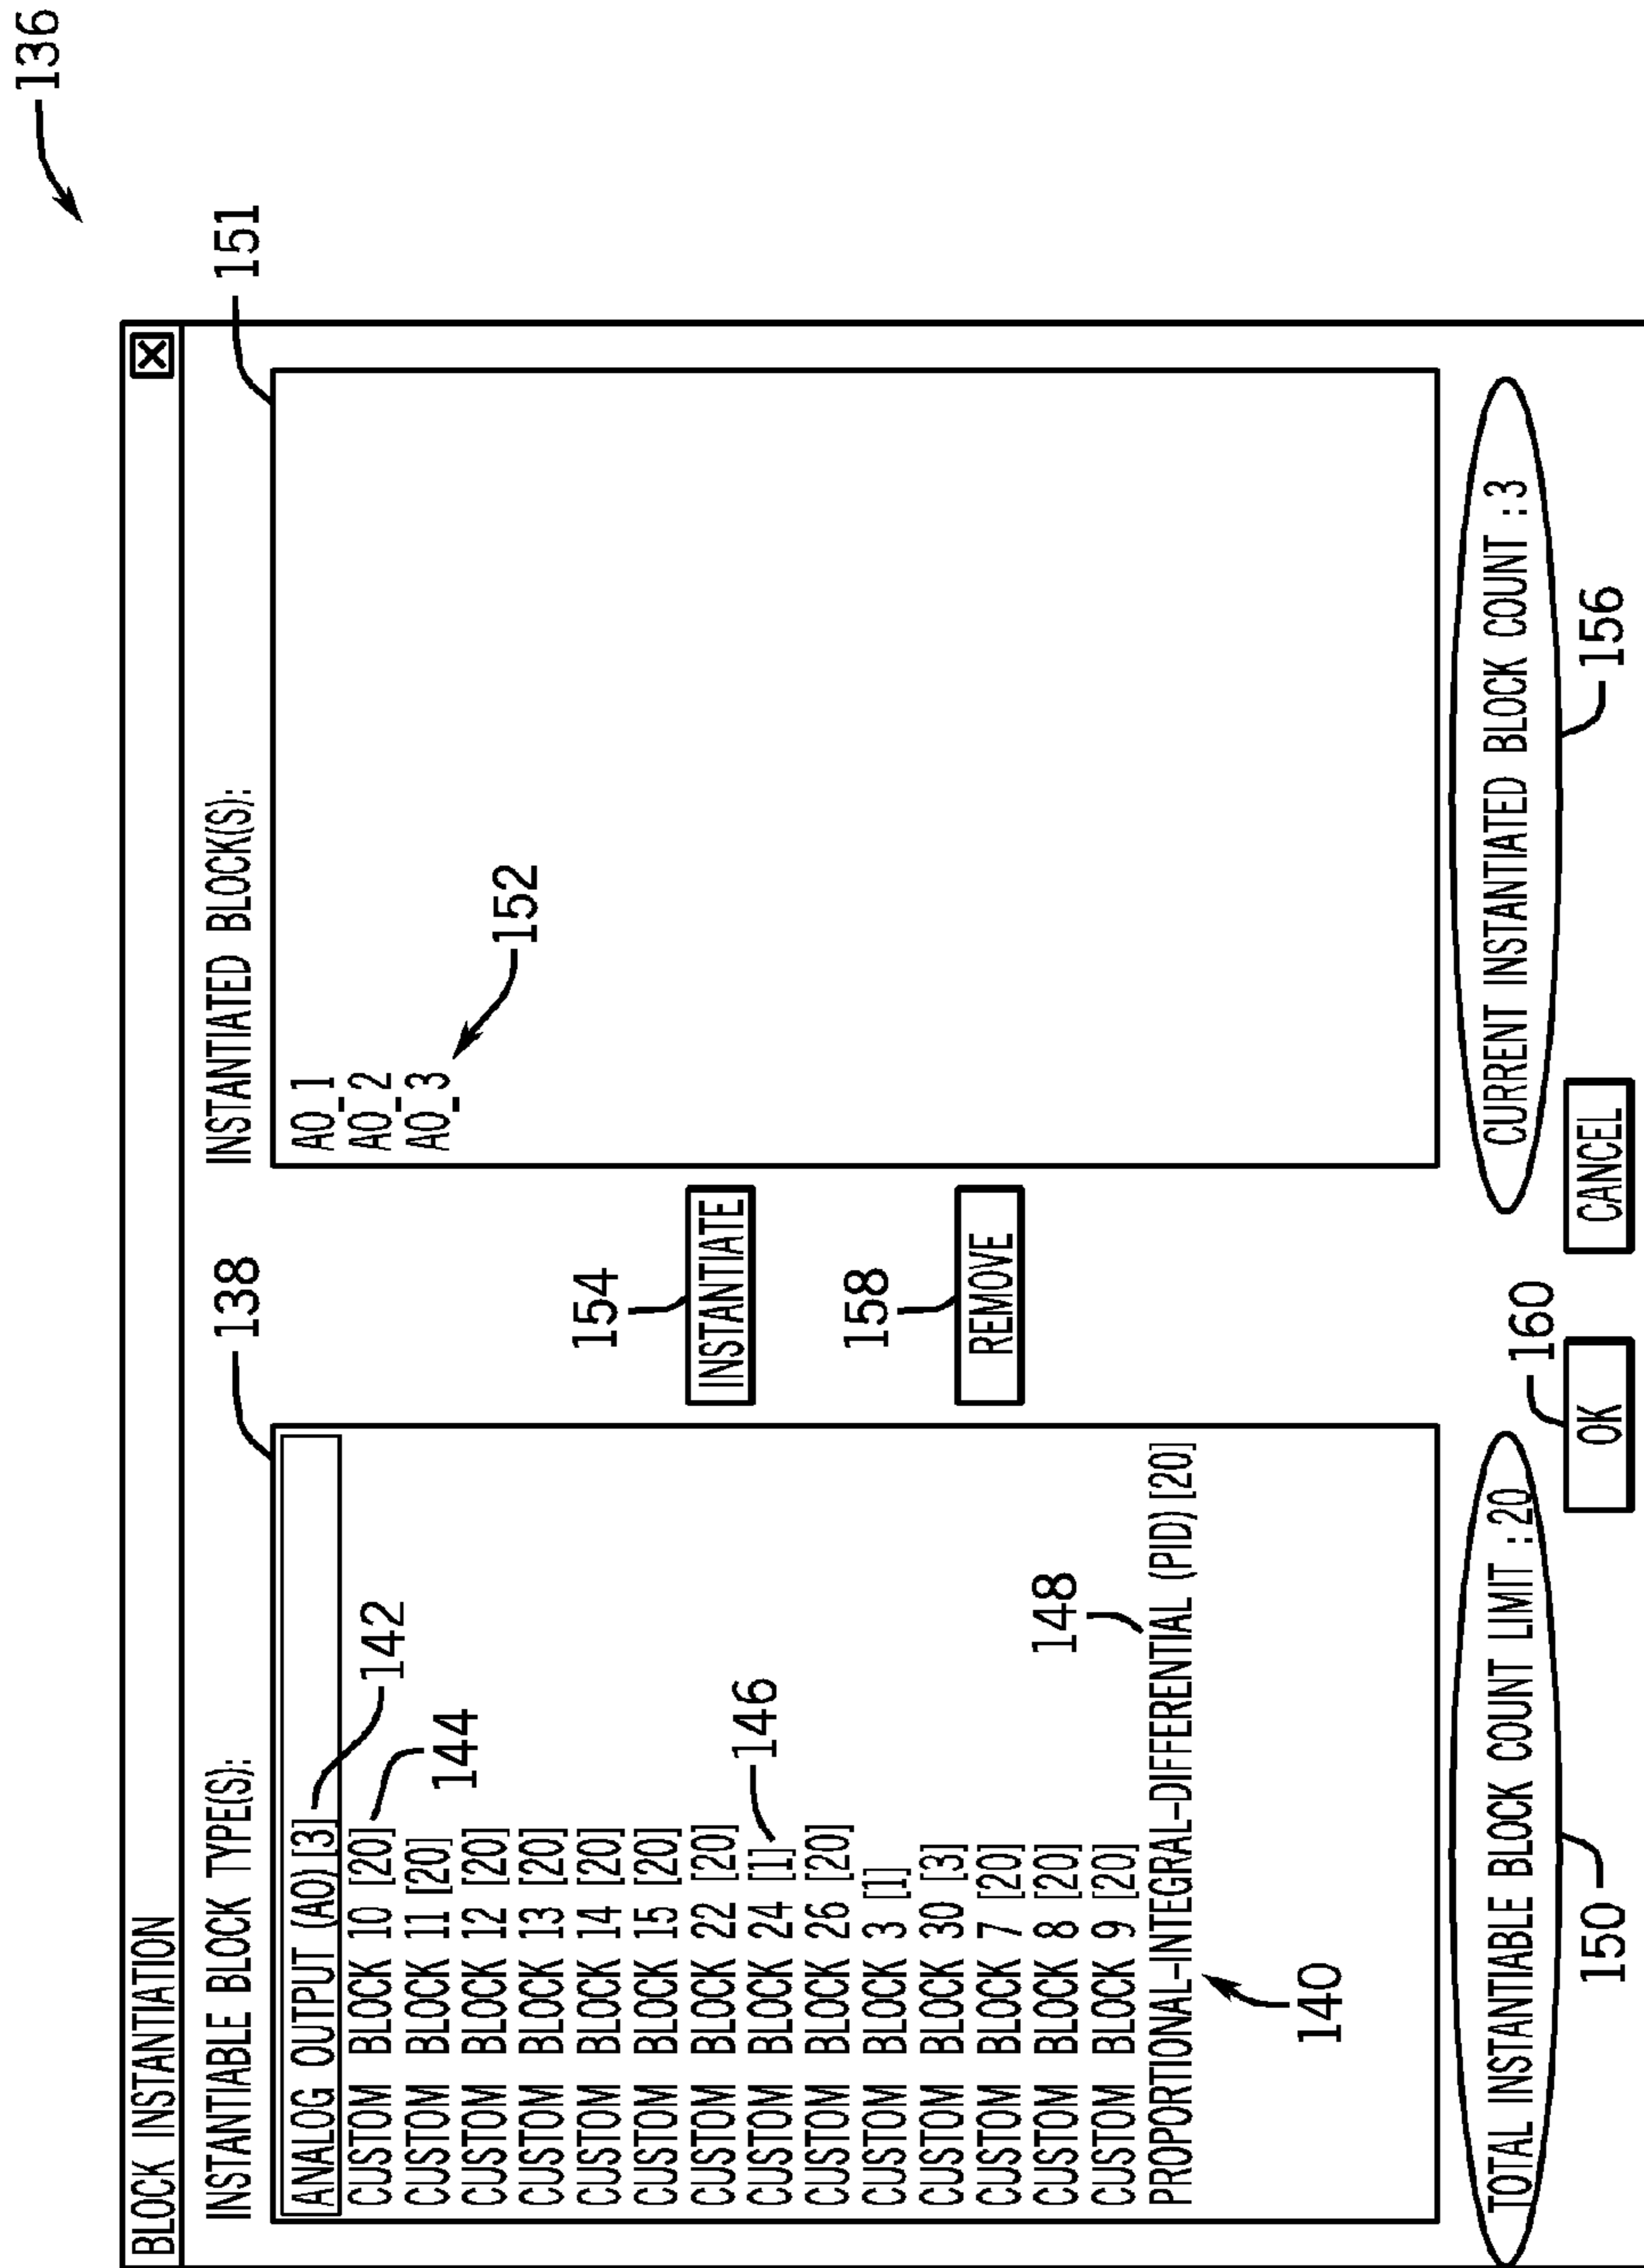 136
BLOCK INSTANTIATION
INSTANTIABLE BLOCK TYPE(S):
138
ANALOG OUTPUT (AO) [3]
142
CUSTOM BLOCK 10 [20]
144
CUSTOM BLOCK 11 [20]
CUSTOM BLOCK 12 [20]
CUSTOM BLOCK 13 [20]
CUSTOM BLOCK 14 [20]
CUSTOM BLOCK 15 [20]
CUSTOM BLOCK 22 [20]
CUSTOM BLOCK 24 [1]
146
CUSTOM BLOCK 26 [20]
CUSTOM BLOCK 3 [1]
CUSTOM BLOCK 30 [3]
CUSTOM BLOCK 7 [20]
CUSTOM BLOCK 8 [20]
CUSTOM BLOCK 9 [20]
148
PROPORTIONAL-INTEGRAL-DIFFERENTIAL (PID) [20]
140
TOTAL INSTANTIABLE BLOCK COUNT LIMIT :20
150
154
INSTANTIATE
158
REMOVE
INSTANTIATED BLOCK(S):
151
AO_1
AO_2
AO_3
152
CURRENT INSTANTIATED BLOCK COUNT :3
156
160
OK
CANCEL